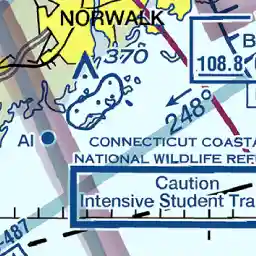 NORWALK
370
108.8
248°
AI
CONNECTICUT COASTA
NATIONAL WILDLIFE REF
Caution
Intensive Student Tra
-487